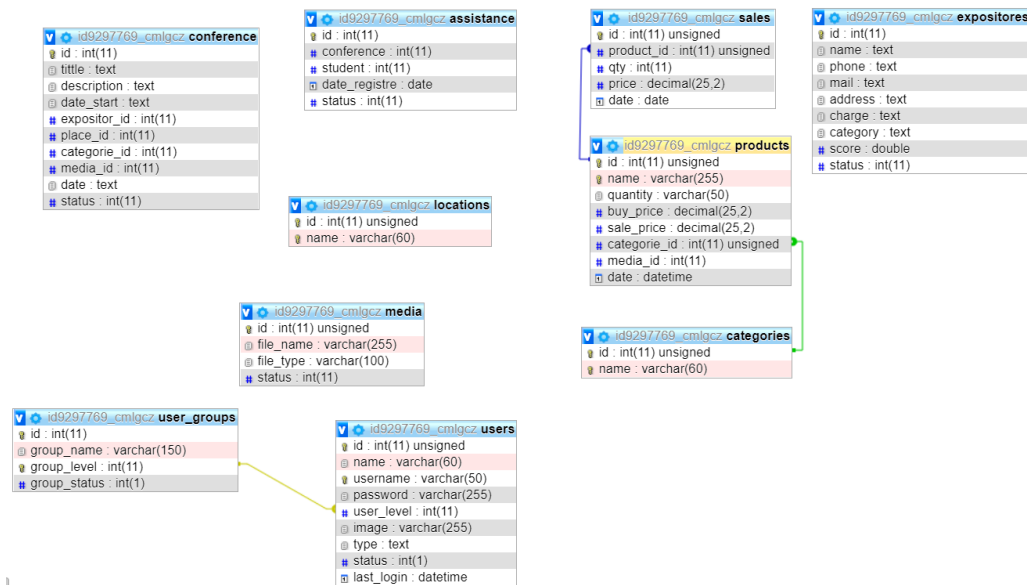 id9297769_cmlgcz conference
id : int(11)
tittle : text
description : text
date_start : text
expositor_id : int(11)
place_id : int(11)
categorie_id : int(11)
media_id : int(11)
date : text
status : int(11)
id9297769_cmlgcz assistance
id : int(11)
conference : int(11)
student : int(11)
date_registre : date
status : int(11)
id9297769_cmlgcz sales
id : int(11) unsigned
product_id : int(11) unsigned
qty : int(11)
price : decimal(25,2)
date : date
id9297769_cmlgcz expositores
id : int(11)
name : text
phone : text
mail : text
address : text
charge : text
category : text
score : double
status : int(11)
id9297769_cmlgcz products
id : int(11) unsigned
name : varchar(255)
quantity : varchar(50)
buy_price : decimal(25,2)
sale_price : decimal(25,2)
categorie_id : int(11) unsigned
media_id : int(11)
date : datetime
id9297769_cmlgcz locations
id : int(11) unsigned
name : varchar(60)
id9297769_cmlgcz media
id : int(11) unsigned
file_name : varchar(255)
file_type : varchar(100)
status : int(11)
id9297769_cmlgcz categories
id : int(11) unsigned
name : varchar(60)
id9297769_cmlgcz user_groups
id : int(11)
group_name : varchar(150)
group_level : int(11)
group_status : int(1)
id9297769_cmlgcz users
id : int(11) unsigned
name : varchar(60)
username : varchar(50)
password : varchar(255)
user_level : int(11)
image : varchar(255)
type : text
status : int(1)
last_login : datetime